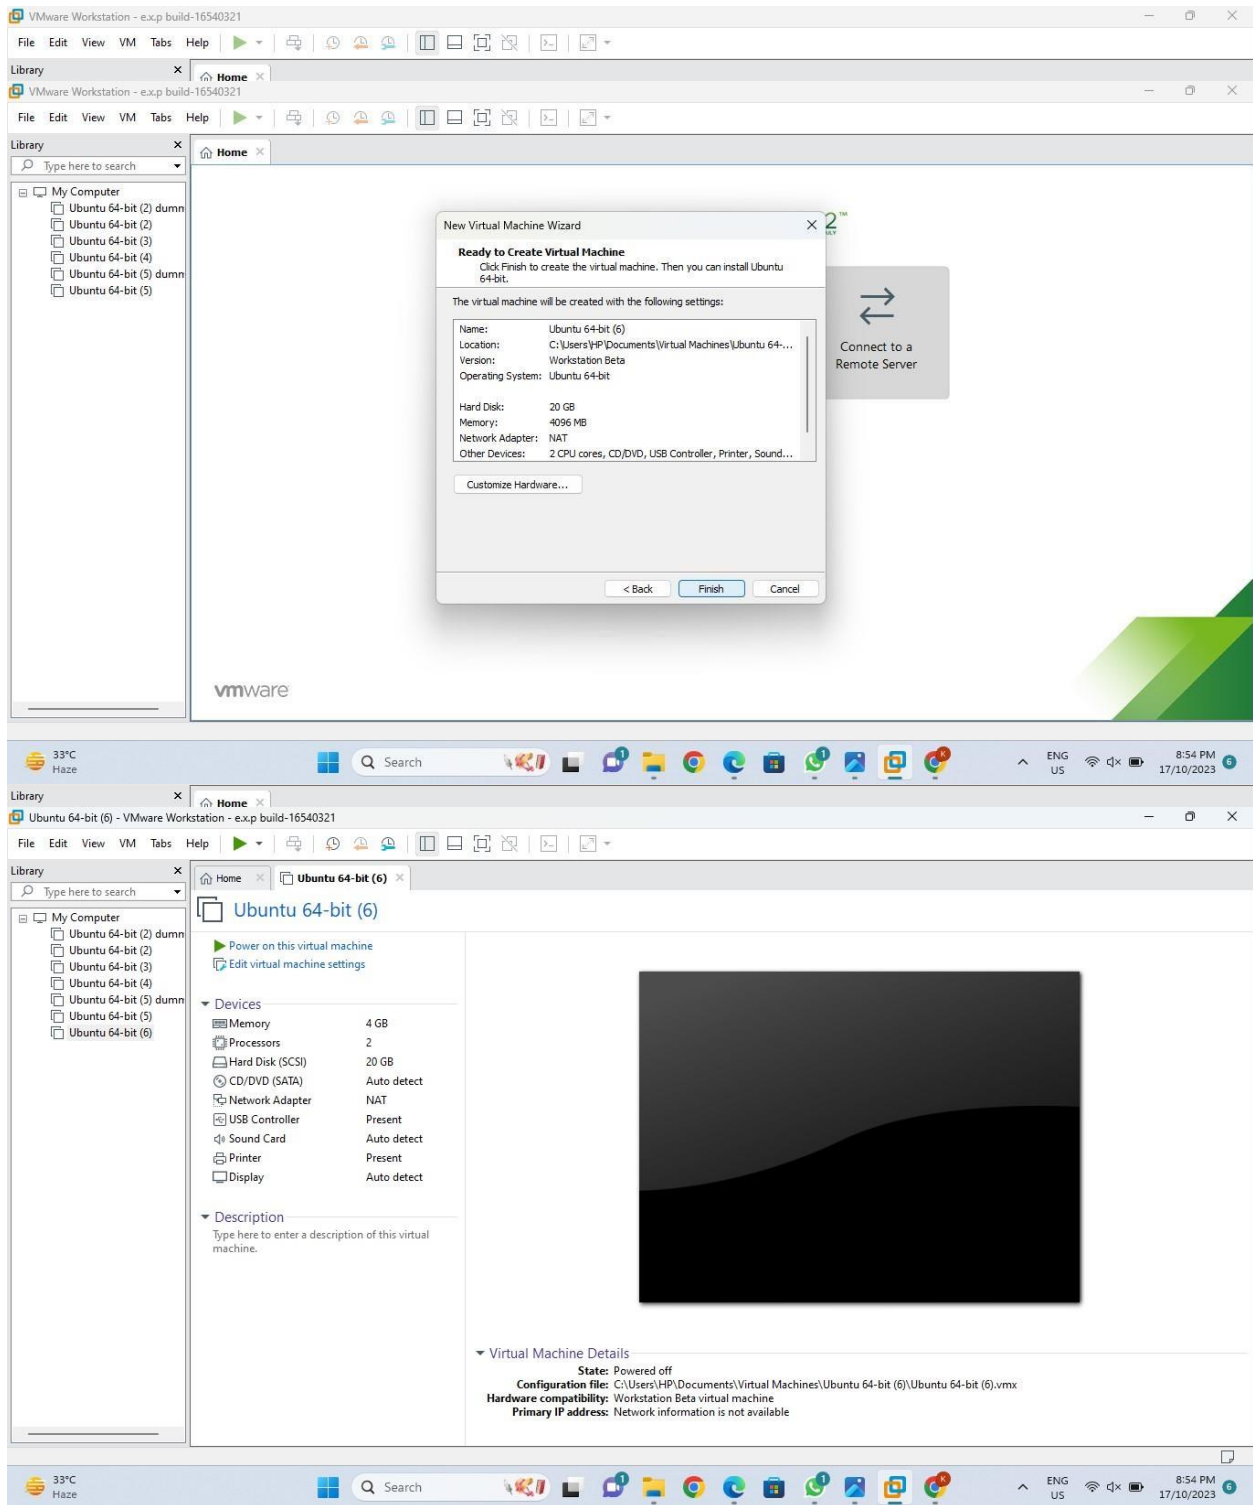 VMware Workstation - e.x.p build-16540321
File Edit View VM Tabs Help
Library
Home
VMware Workstation - e.x.p build-16540321
File Edit View VM Tabs Help
Library
Home
Type here to search
My Computer
Ubuntu 64-bit (2) dumm
Ubuntu 64-bit (2)
Ubuntu 64-bit (3)
Ubuntu 64-bit (4)
Ubuntu 64-bit (5) dumm
Ubuntu 64-bit (5)
2™
New Virtual Machine Wizard
Ready to Create Virtual Machine
Click Finish to create the virtual machine. Then you can install Ubuntu
64-bit.
The virtual machine will be created with the following settings:
Name: Ubuntu 64-bit (6)
Location: C:\Users\HP\Documents\Virtual Machines\Ubuntu 64-...
Version: Workstation Beta
Operating System: Ubuntu 64-bit
Hard Disk: 20 GB
Memory: 4096 MB
Network Adapter: NAT
Other Devices: 2 CPU cores, CD/DVD, USB Controller, Printer, Sound...
Customize Hardware...
< Back Finish Cancel
Connect to a
Remote Server
vmware
33°C
Haze
Search
1
1
K
ENG
US
8:54 PM
17/10/2023
6
Library
Home
Ubuntu 64-bit (6) - VMware Workstation - e.x.p build-16540321
File Edit View VM Tabs Help
Library
Home
Ubuntu 64-bit (6)
Type here to search
My Computer
Ubuntu 64-bit (2) dumm
Ubuntu 64-bit (2)
Ubuntu 64-bit (3)
Ubuntu 64-bit (4)
Ubuntu 64-bit (5) dumm
Ubuntu 64-bit (5)
Ubuntu 64-bit (6)
Ubuntu 64-bit (6)
Power on this virtual machine
Edit virtual machine settings
Devices
Memory 4 GB
Processors 2
Hard Disk (SCSI) 20 GB
CD/DVD (SATA) Auto detect
Network Adapter NAT
USB Controller Present
Sound Card Auto detect
Printer Present
Display Auto detect
Description
Type here to enter a description of this virtual
machine.
Virtual Machine Details
State: Powered off
Configuration file: C:\Users\HP\Documents\Virtual Machines\Ubuntu 64-bit (6)\Ubuntu 64-bit (6).vmx
Hardware compatibility: Workstation Beta virtual machine
Primary IP address: Network information is not available
33°C
Haze
Search
1
1
K
ENG
US
8:54 PM
17/10/2023
6